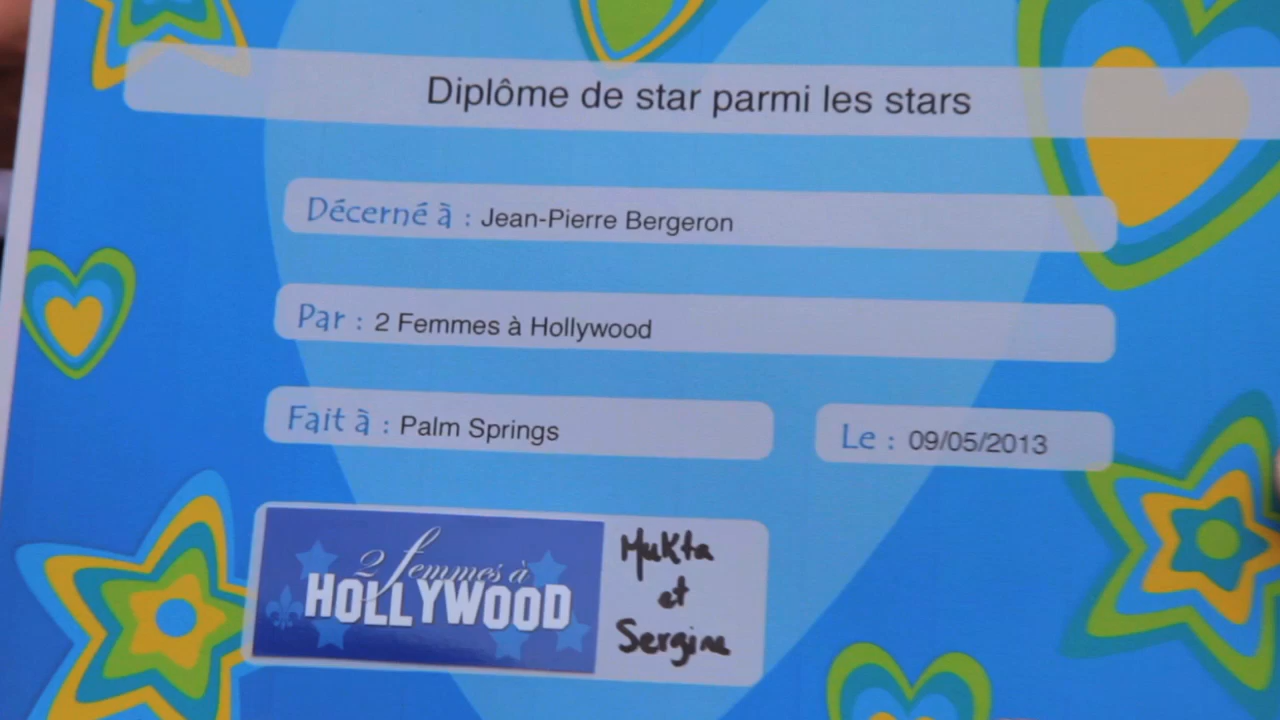 Diplôme de star parmi les stars
Décerné à : Jean-Pierre Bergeron
Par : 2 Femmes à Hollywood
Fait à : Palm Springs
Le : 09/05/2013
2 femmes à
HOLLYWOOD
Mukta
et
Sergine